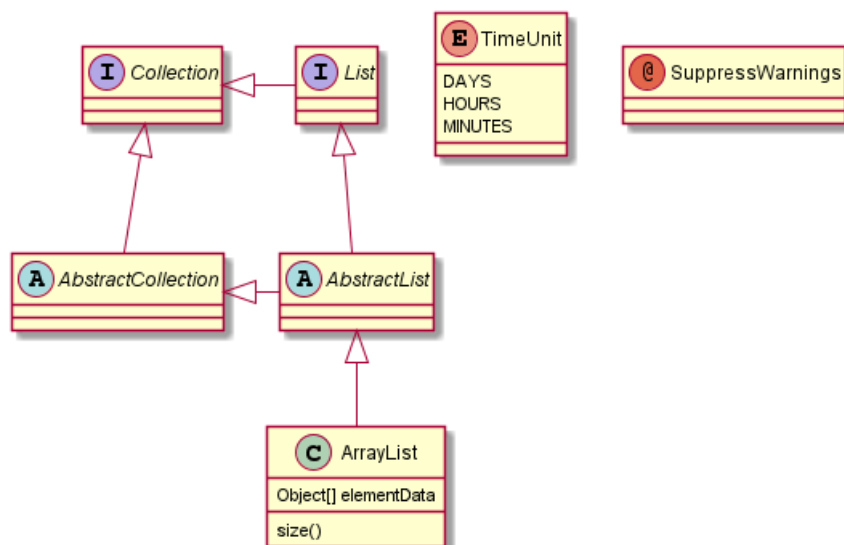 I Collection
I List
E TimeUnit
DAYS
HOURS
MINUTES
@ SuppressWarnings
A AbstractCollection
A AbstractList
C ArrayList
Object[] elementData
size()